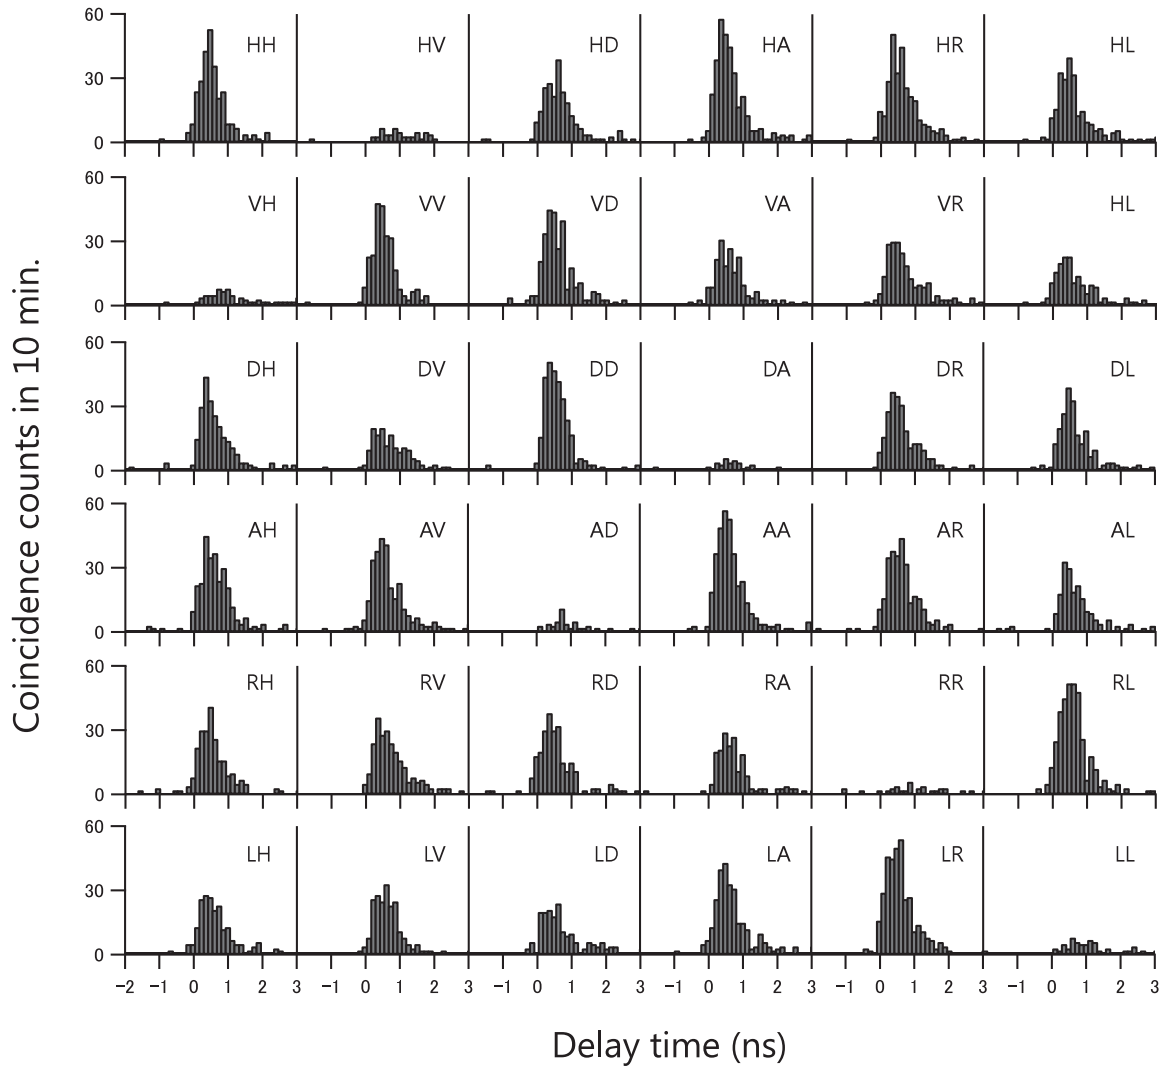 60
30
0
HH
HV
HD
HA
HR
HL
60
30
0
VH
VV
VD
VA
VR
HL
60
30
0
DH
DV
DD
DA
DR
DL
60
30
0
AH
AV
AD
AA
AR
AL
60
30
0
RH
RV
RD
RA
RR
RL
60
30
0
LH
LV
LD
LA
LR
LL
−2 −1 0 1 2 3 −1 0 1 2 3 −1 0 1 2 3 −1 0 1 2 3 −1 0 1 2 3 −1 0 1 2 3
Delay time (ns)
Coincidence counts in 10 min.